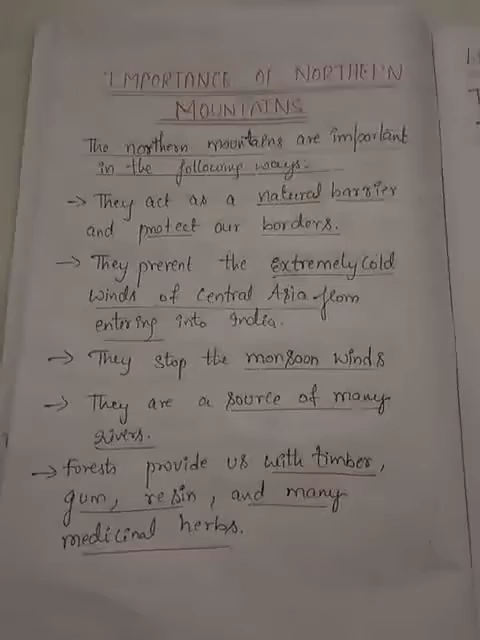 IMPORTANCE OF NORTHERN
MOUNTAINS
The northern mountains are important
in the following ways.
→ They act as a natural barrier
and protect our borders.
→ They prevent the extremely cold
winds of Central Asia from
entering into India.
→ They stop the monsoon winds
→ They are a source of many
rivers.
→ Forests provide us with timber,
gum, resin, and many
medicinal herbs.